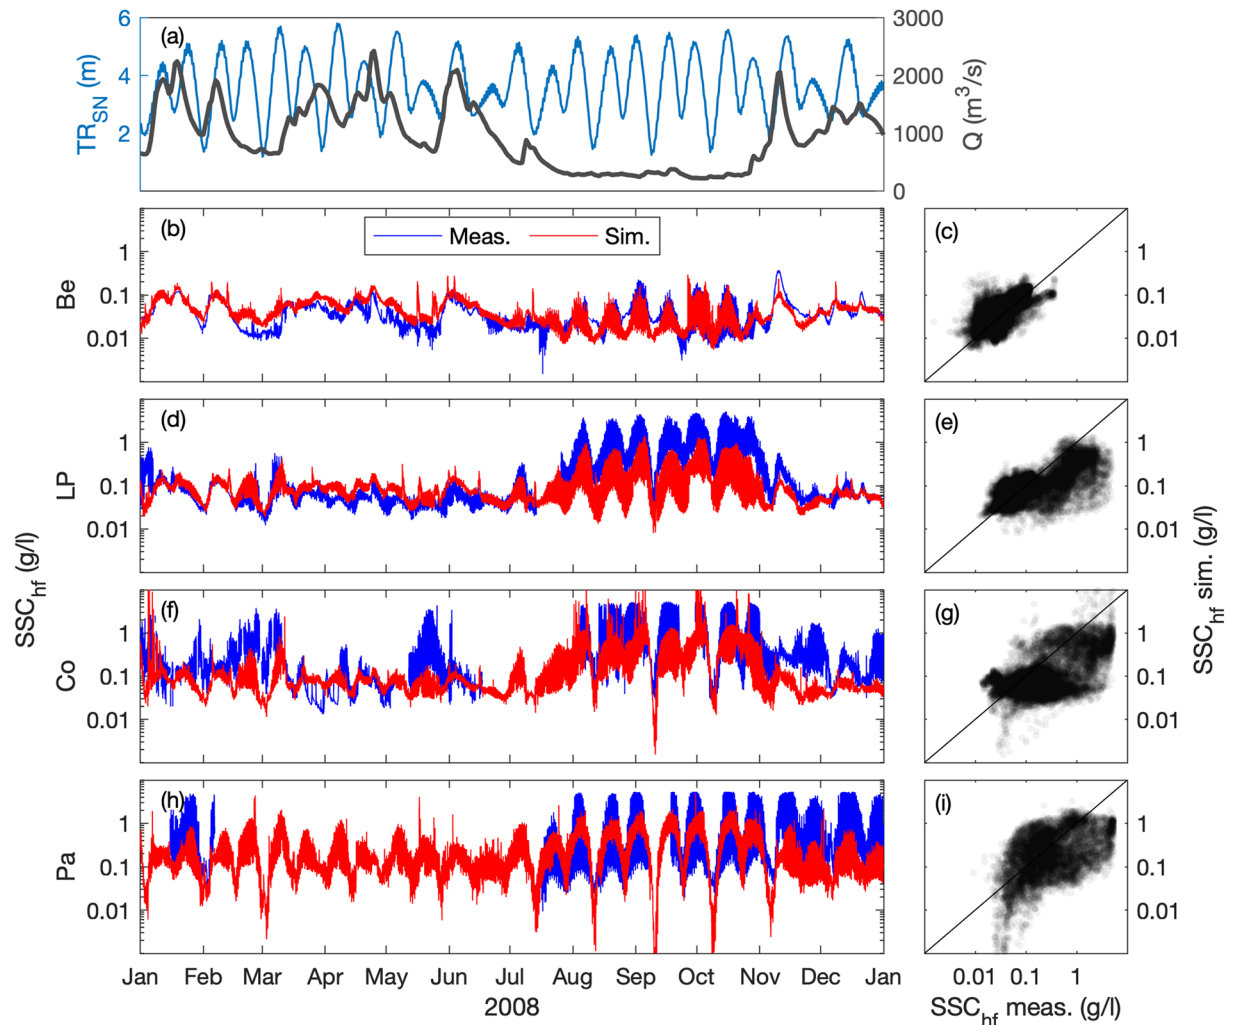 (a)
6
4
2
TR_SN (m)
3000
2000
1000
0
Q (m³/s)
(b)
Meas.
Sim.
1
0.1
0.01
Be
(c)
1
0.1
0.01
(d)
1
0.1
0.01
LP
(e)
1
0.1
0.01
SSC_hf (g/l)
SSC_hf sim. (g/l)
(f)
1
0.1
0.01
Co
(g)
1
0.1
0.01
(h)
1
0.1
0.01
Pa
(i)
1
0.1
0.01
Jan Feb Mar Apr May Jun Jul Aug Sep Oct Nov Dec Jan
2008
0.01 0.1 1
SSC_hf meas. (g/l)